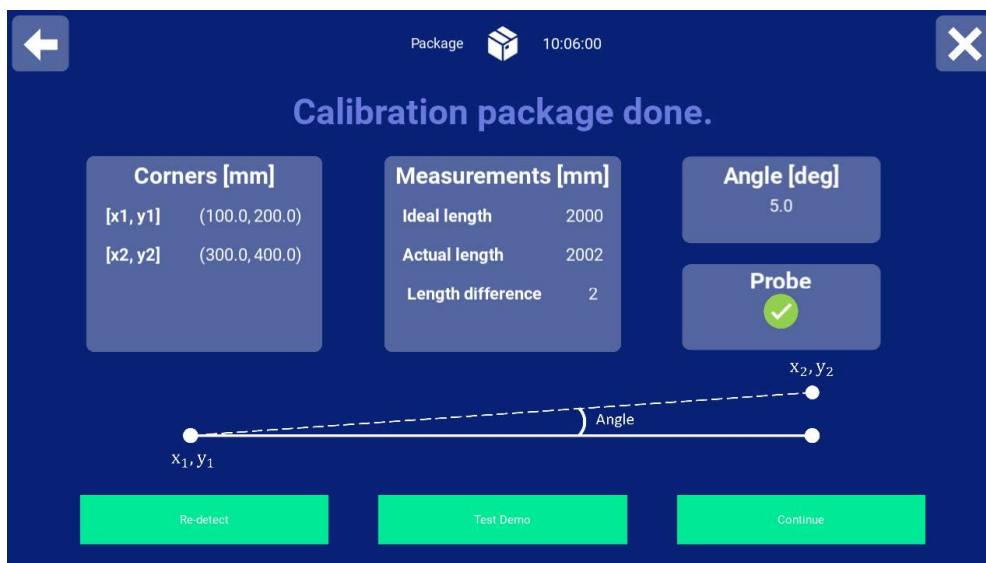 Package 10:06:00
Calibration package done.
Corners [mm]
[x1, y1] (100.0, 200.0)
[x2, y2] (300.0, 400.0)
Measurements [mm]
Ideal length 2000
Actual length 2002
Length difference 2
Angle [deg]
5.0
Probe
x₂, y₂
Angle
x₁, y₁
Re-detect
Test Demo
Continue